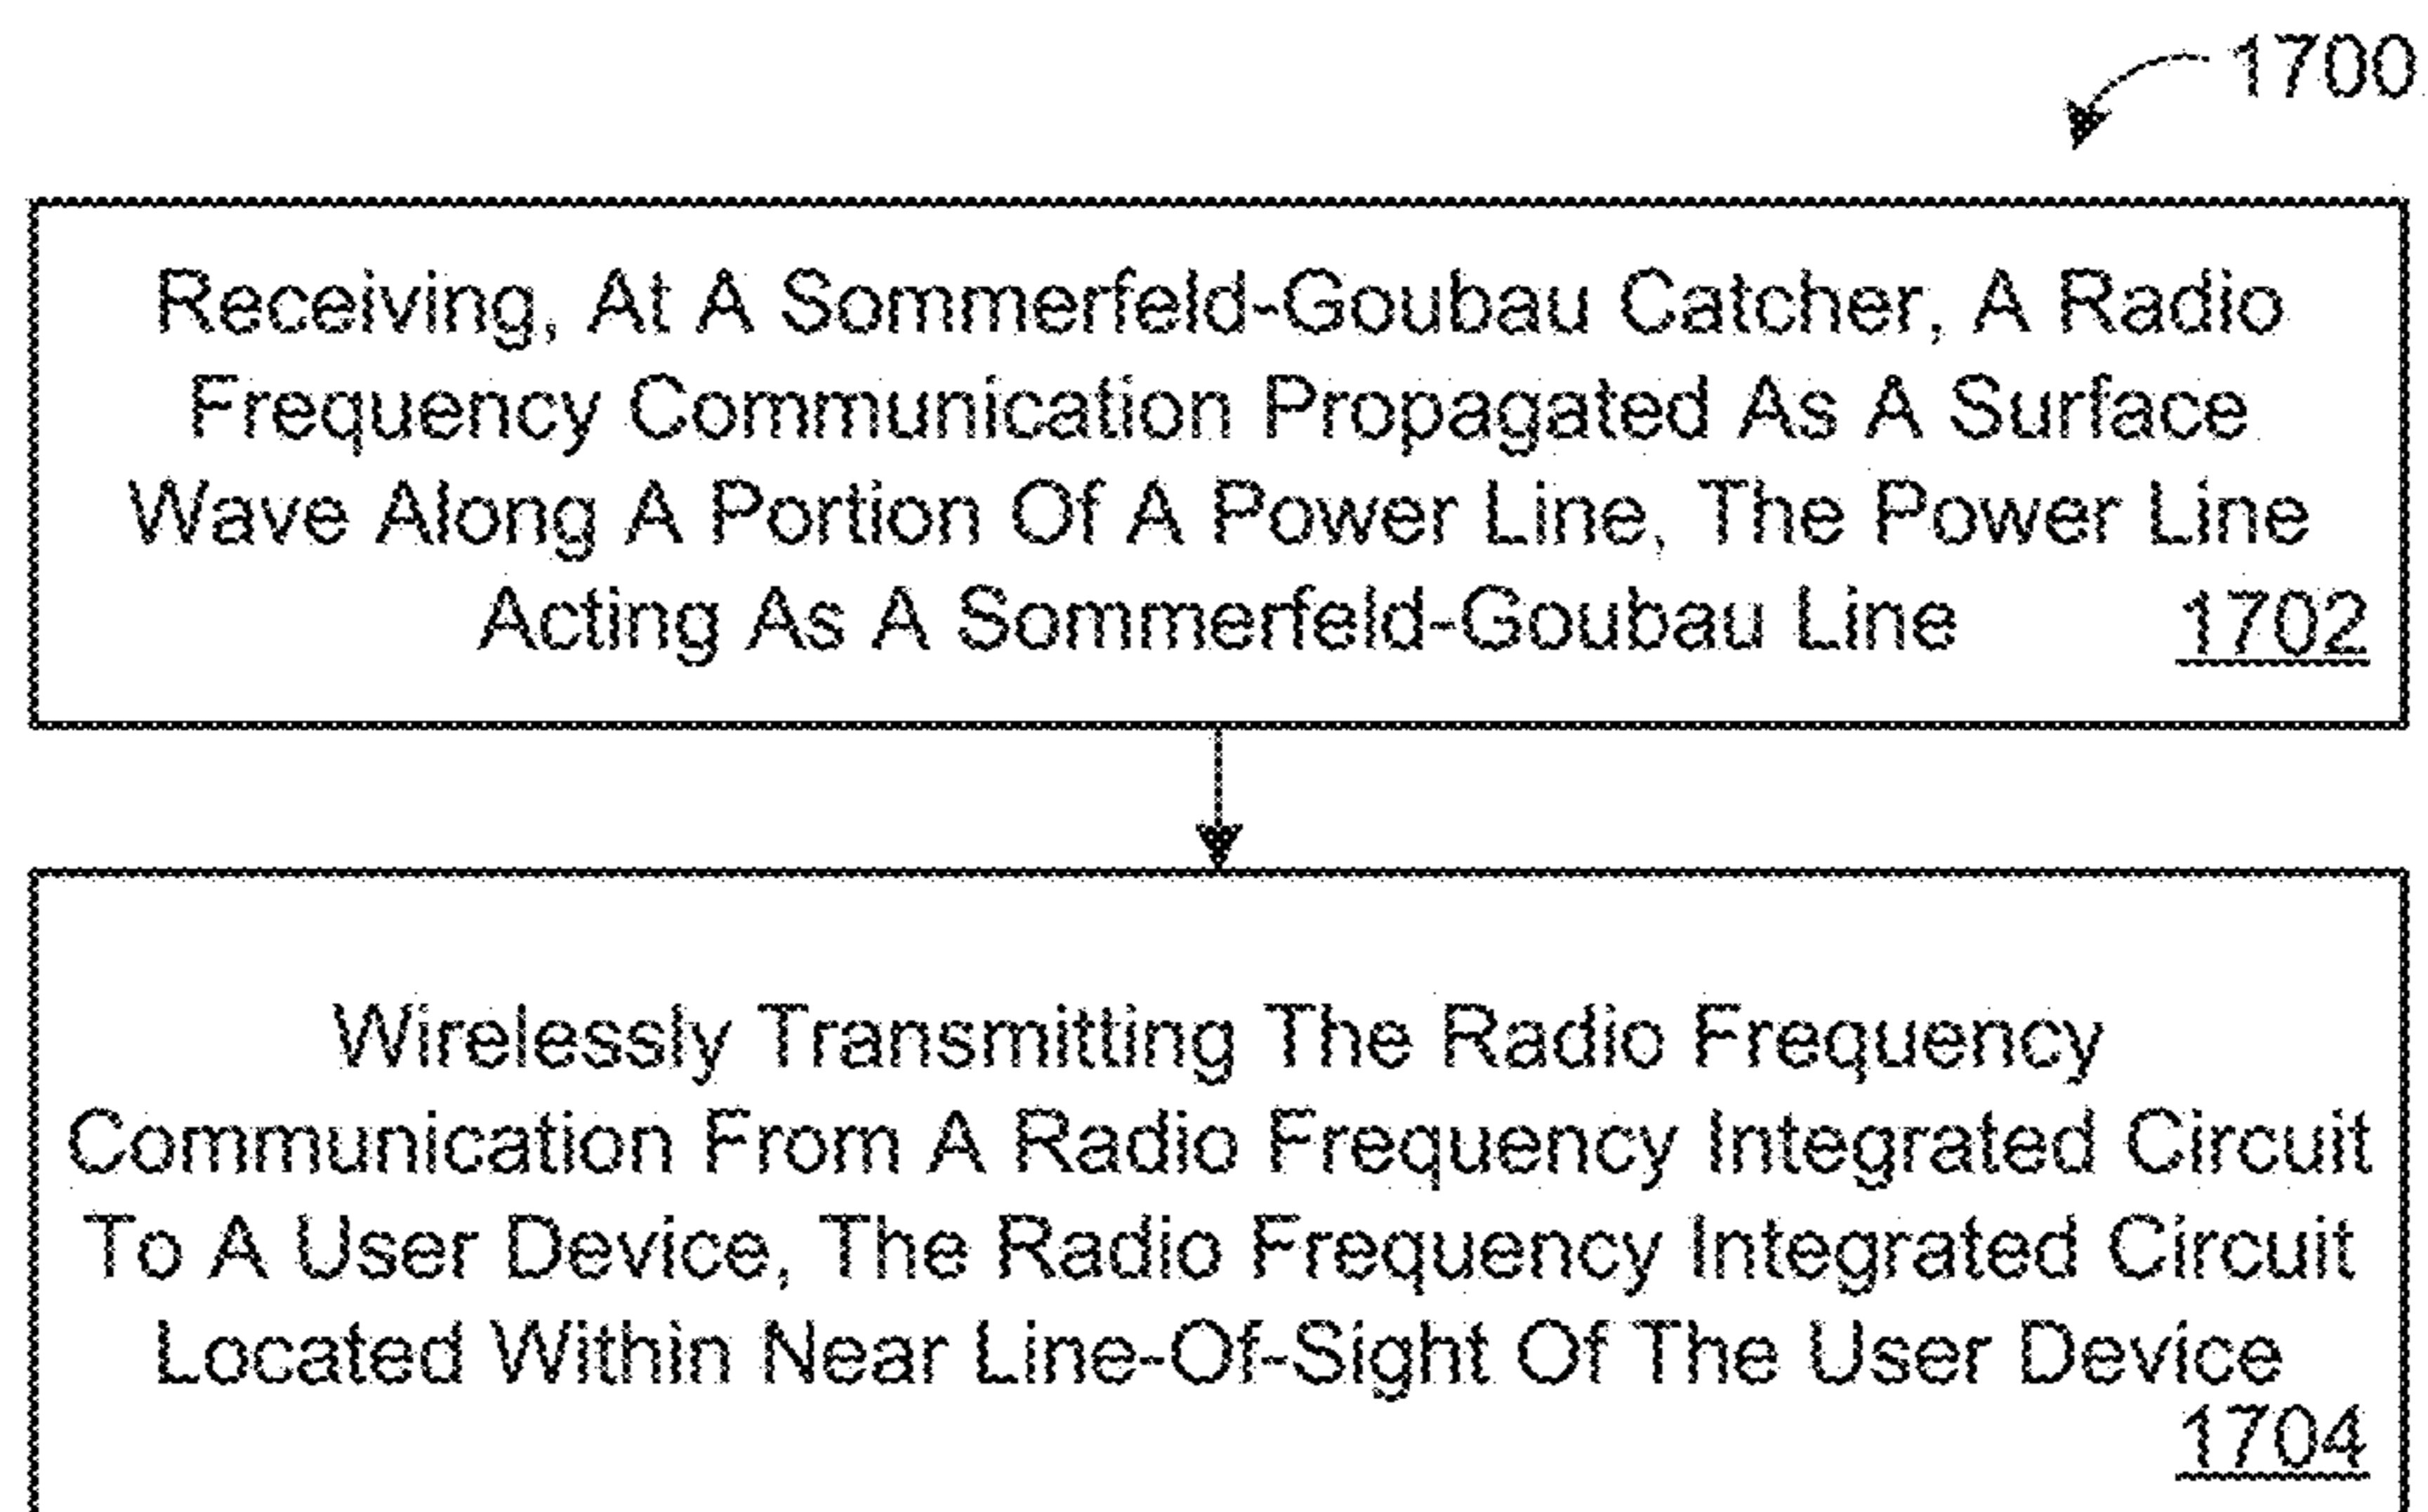 1700
Receiving, At A Sommerfeld-Goubau Catcher, A Radio
Frequency Communication Propagated As A Surface
Wave Along A Portion Of A Power Line, The Power Line
Acting As A Sommerfeld-Goubau Line 1702
Wirelessly Transmitting The Radio Frequency
Communication From A Radio Frequency Integrated Circuit
To A User Device, The Radio Frequency Integrated Circuit
Located Within Near Line-Of-Sight Of The User Device
1704